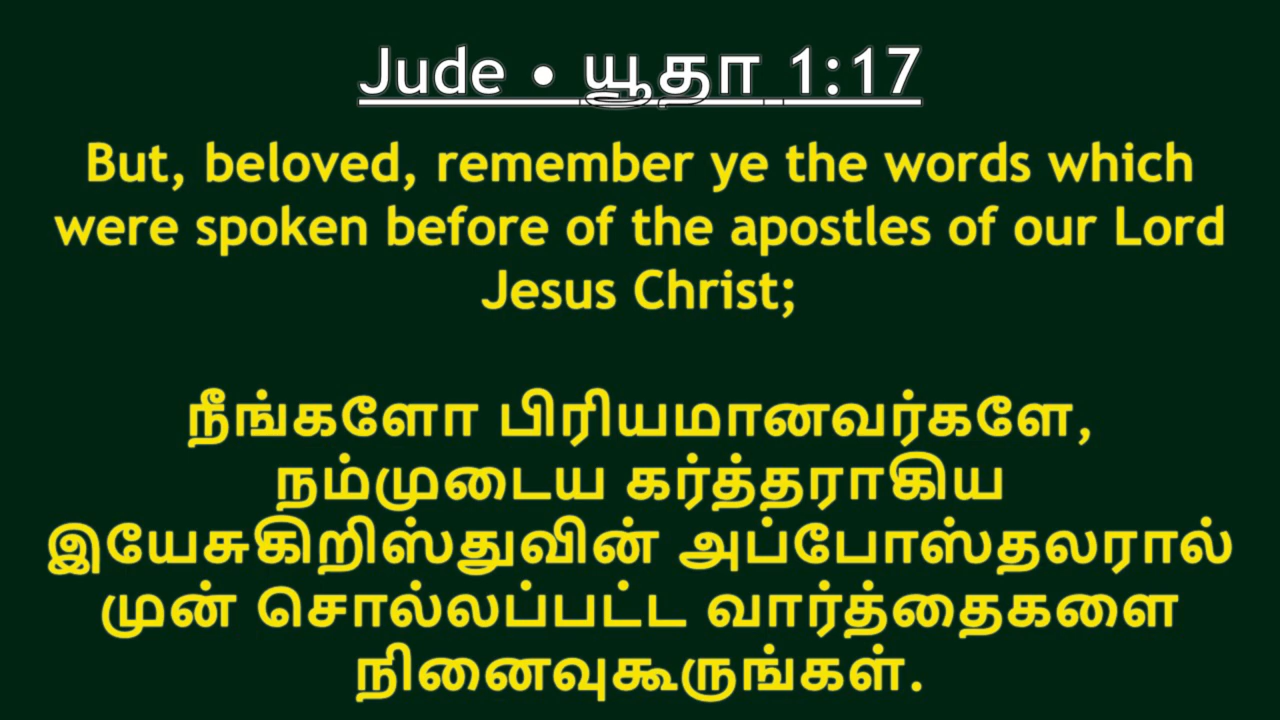 Jude • யூதா 1:17
But, beloved, remember ye the words which
were spoken before of the apostles of our Lord
Jesus Christ;
நீங்களோ பிரியமானவர்களே,
நம்முடைய கர்த்தராகிய
இயேசுகிறிஸ்துவின் அப்போஸ்தலரால்
முன் சொல்லப்பட்ட வார்த்தைகளை
நினைவுகூருங்கள்.